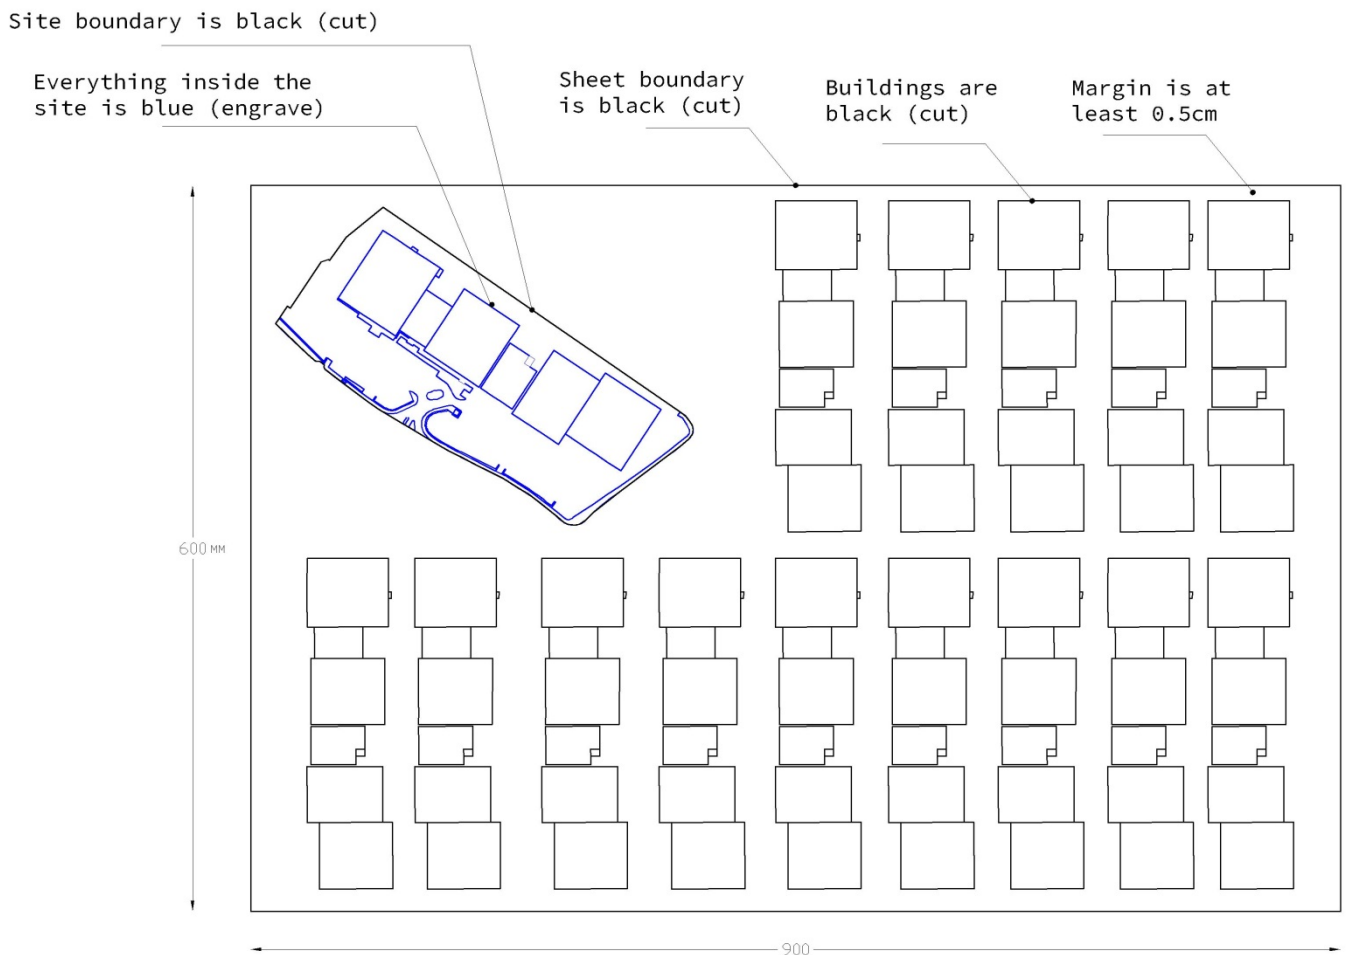 Site boundary is black (cut)
Everything inside the
site is blue (engrave)
Sheet boundary
is black (cut)
Buildings are
black (cut)
Margin is at
least 0.5cm
600 MM
900